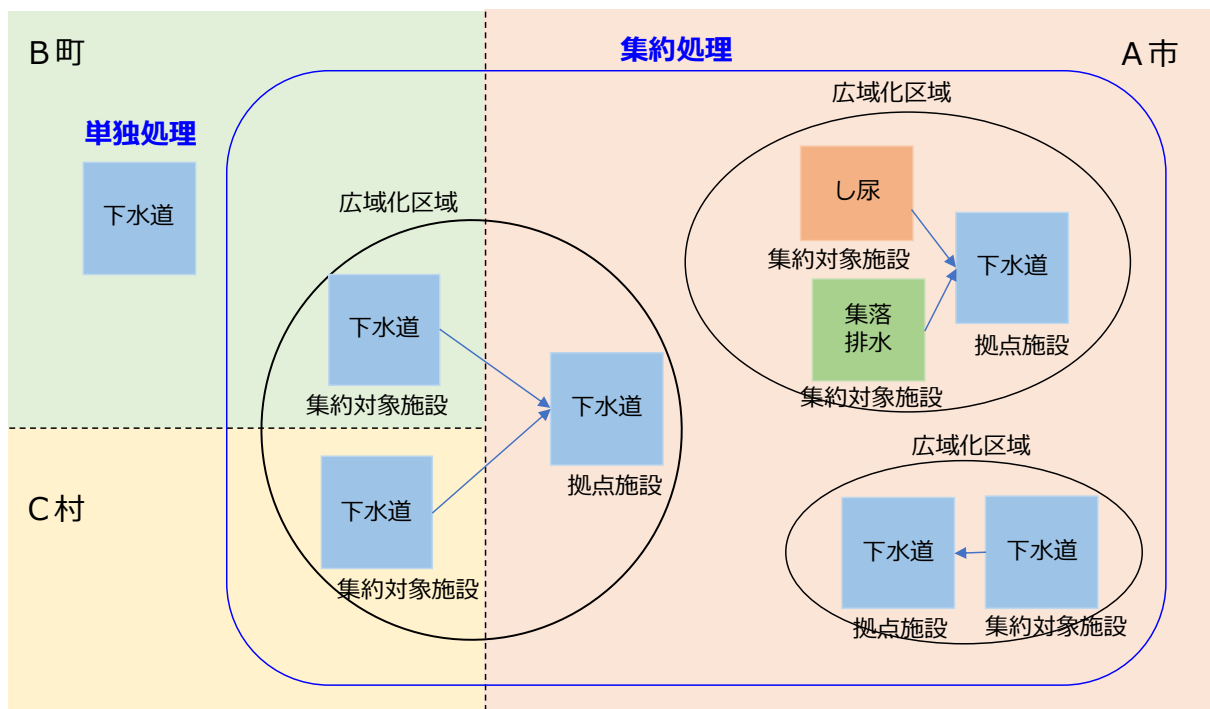 Ｂ町
集約処理
Ａ市
単独処理
下水道
広域化区域
下水道
集約対象施設
下水道
集約対象施設
下水道
拠点施設
広域化区域
し尿
集約対象施設
集落
排水
集約対象施設
下水道
拠点施設
広域化区域
下水道
拠点施設
下水道
集約対象施設
Ｃ村